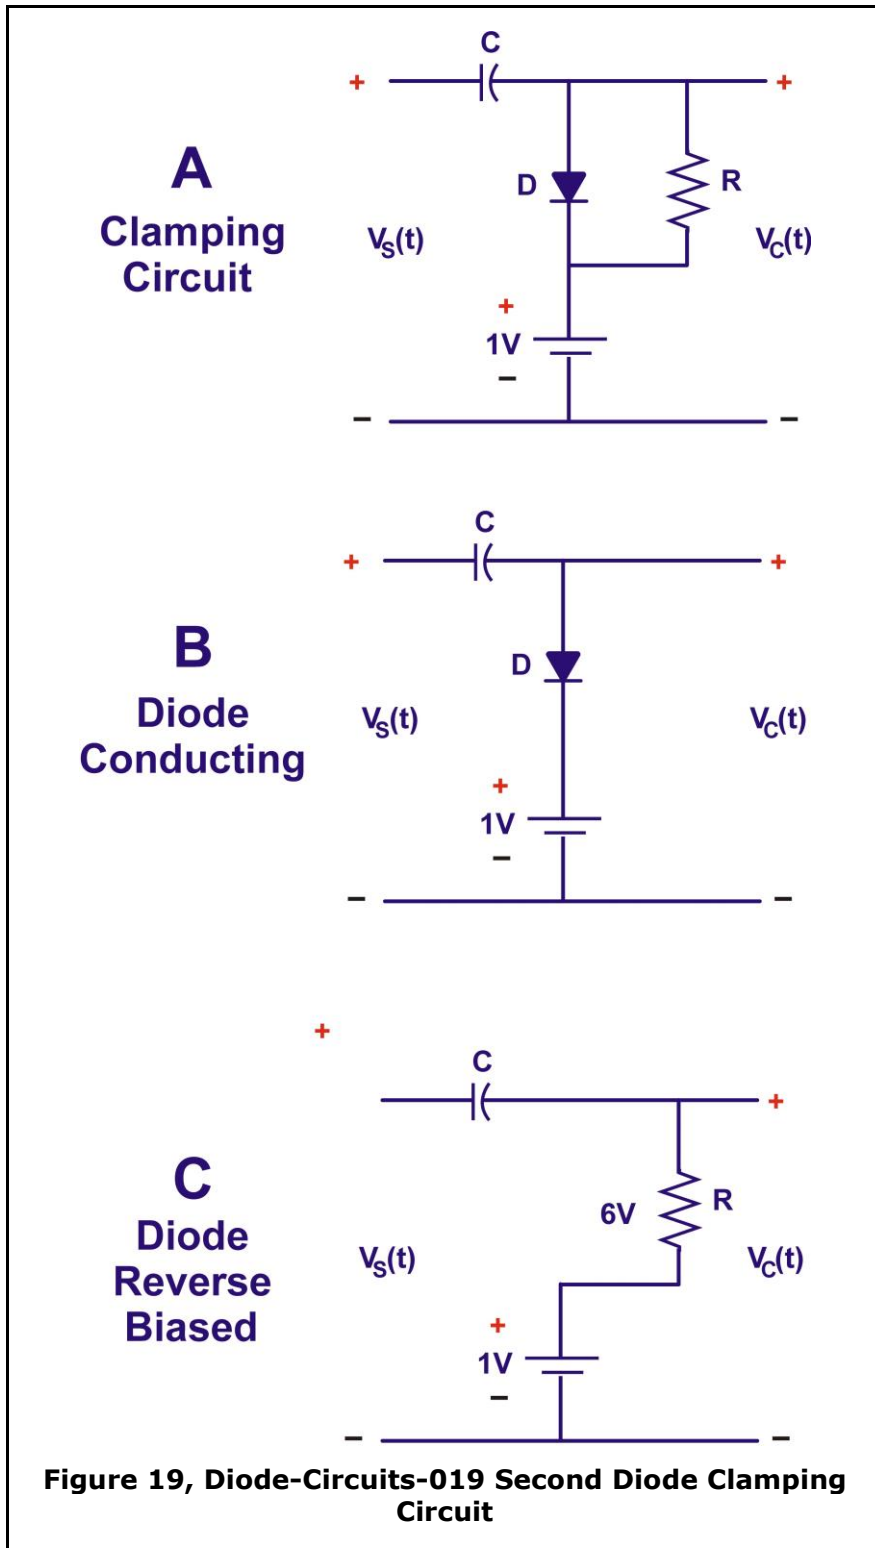 C
+
+
A
Clamping
Circuit
D
R
VS(t)
VC(t)
+
1V
−
−
−
C
+
+
B
Diode
Conducting
D
VS(t)
VC(t)
+
1V
−
−
−
+
C
+
C
Diode
Reverse
Biased
6V
R
VS(t)
VC(t)
+
1V
−
−
−
Figure 19, Diode-Circuits-019 Second Diode Clamping
Circuit